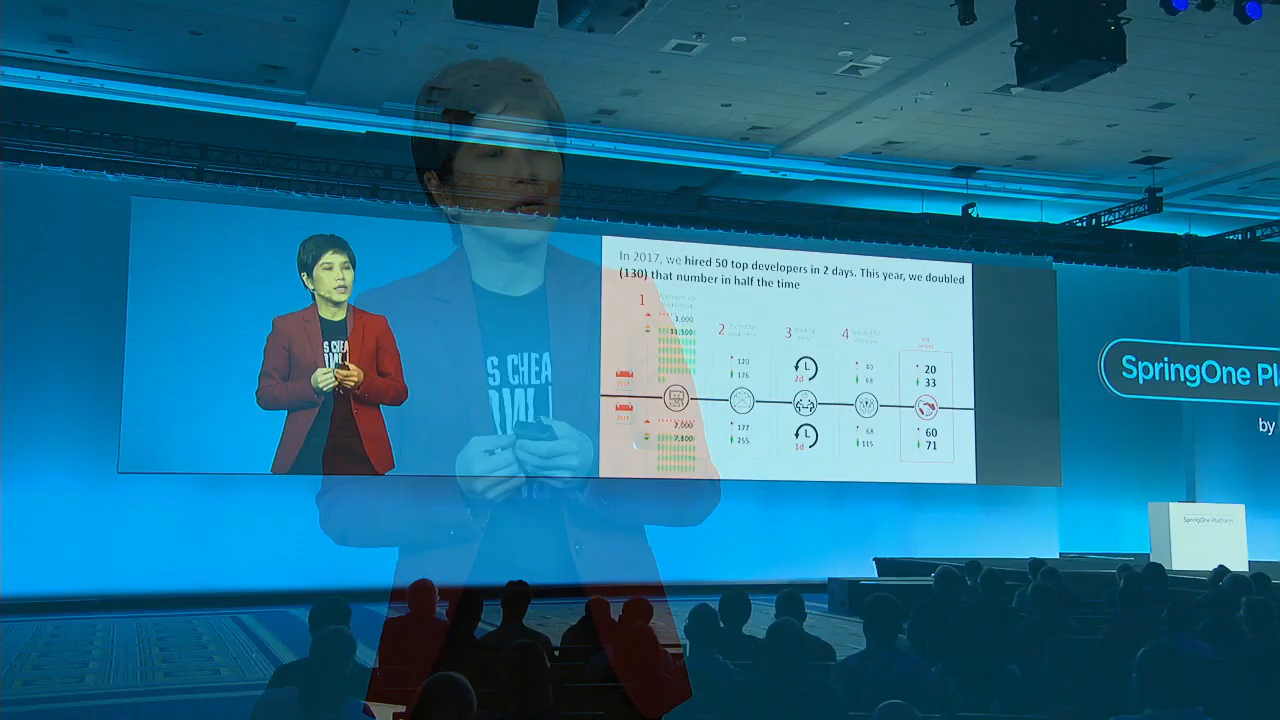 In 2017, we hired 50 top developers in 2 days. This year, we doubled
(130) that number in half the time
1
2
3
4
1,000
11,500
120
176
2d
40
68
20
33
2,000
7,800
177
255
1d
68
115
60
71
S CHEA
S CHEA
SpringOne Pl
by
SpringOne Platform